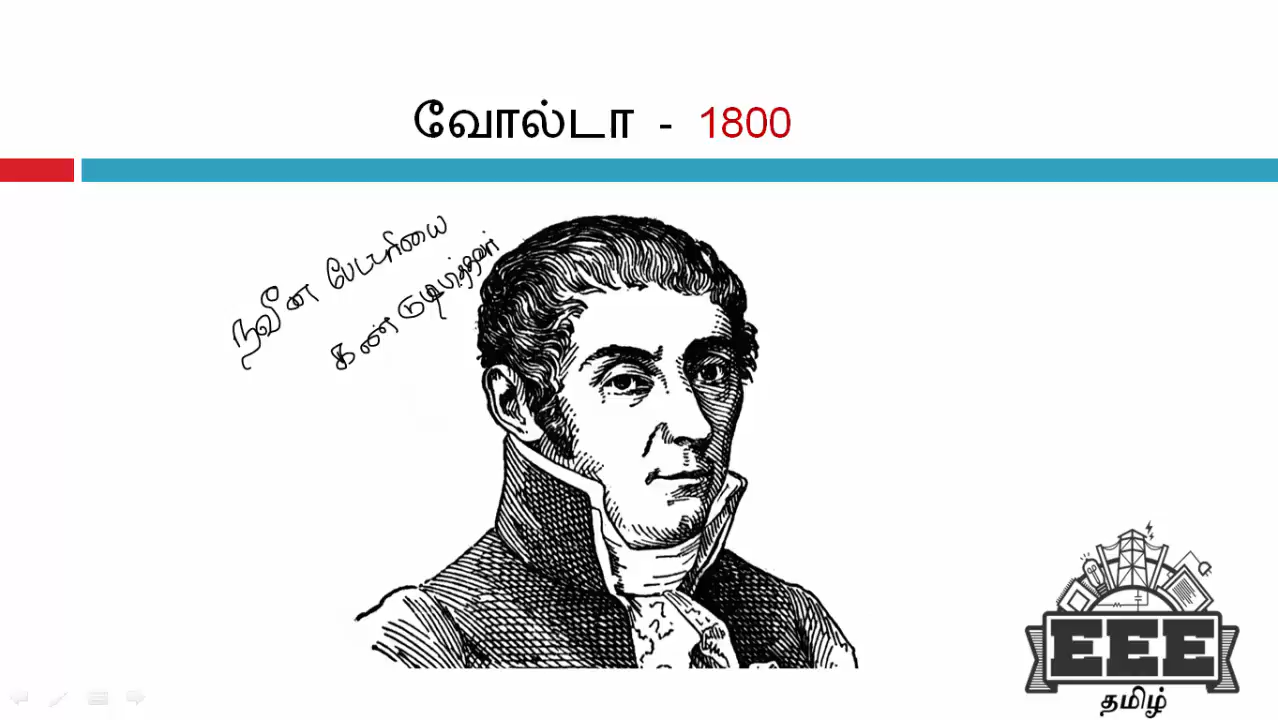 வோல்டா - 1800
நவீன பேட்டரியை
கண்டுபிடித்தவர்
EEE
தமிழ்